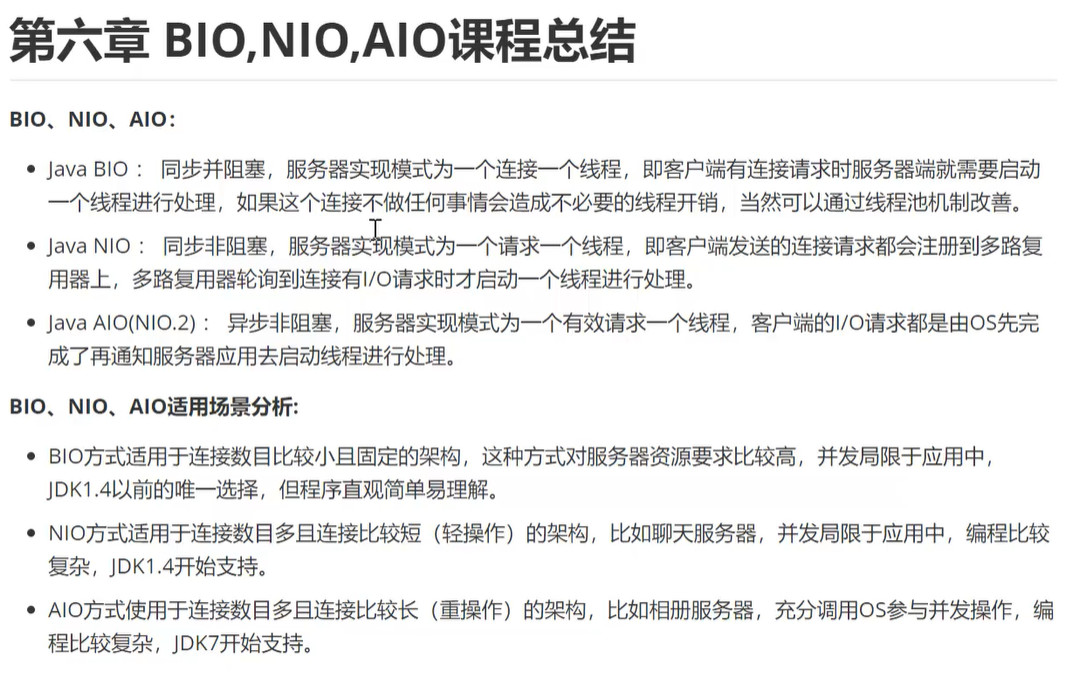 第六章 BIO,NIO,AIO课程总结
BIO、NIO、AIO：
Java BIO ： 同步并阻塞，服务器实现模式为一个连接一个线程，即客户端有连接请求时服务器端就需要启动
一个线程进行处理，如果这个连接不做任何事情会造成不必要的线程开销，当然可以通过线程池机制改善。
Java NIO ： 同步非阻塞，服务器实现模式为一个请求一个线程，即客户端发送的连接请求都会注册到多路复
用器上，多路复用器轮询到连接有I/O请求时才启动一个线程进行处理。
Java AIO(NIO.2) ： 异步非阻塞，服务器实现模式为一个有效请求一个线程，客户端的I/O请求都是由OS先完
成了再通知服务器应用去启动线程进行处理。
BIO、NIO、AIO适用场景分析:
BIO方式适用于连接数目比较小且固定的架构，这种方式对服务器资源要求比较高，并发局限于应用中，
JDK1.4以前的唯一选择，但程序直观简单易理解。
NIO方式适用于连接数目多且连接比较短（轻操作）的架构，比如聊天服务器，并发局限于应用中，编程比较
复杂，JDK1.4开始支持。
AIO方式使用于连接数目多且连接比较长（重操作）的架构，比如相册服务器，充分调用OS参与并发操作，编
程比较复杂，JDK7开始支持。